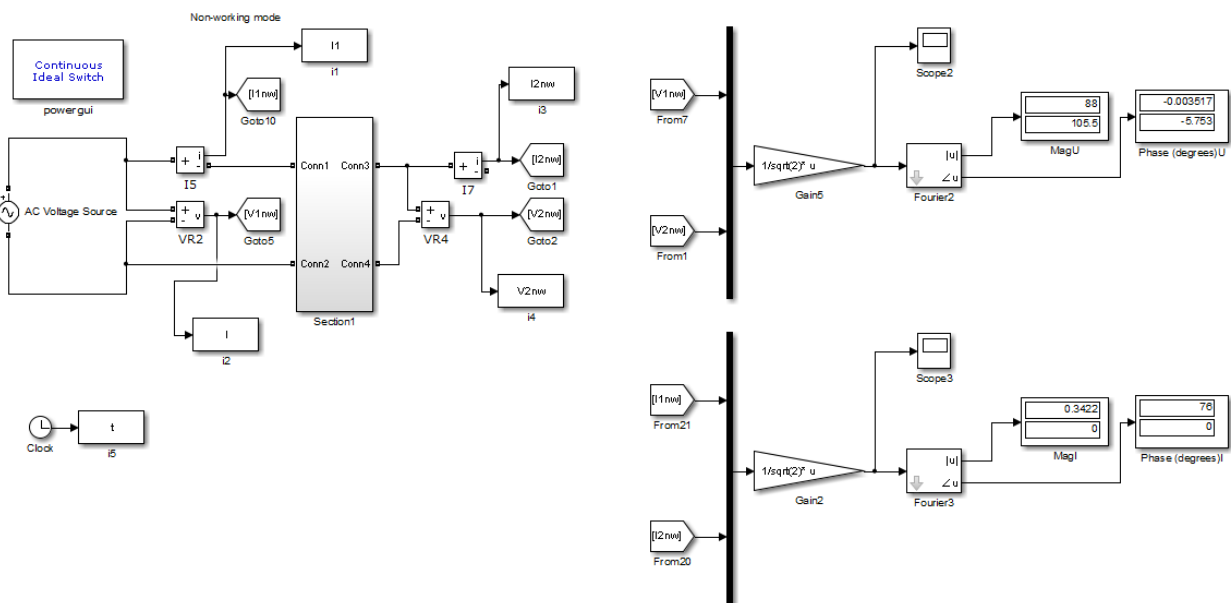 Non-working mode
Continuous
Ideal Switch
powergui
I1
i1
[I1nw]
Goto10
I2nw
i3
+
i
-
I5
Conn1
Conn3
+
i
-
I7
[I2nw]
Goto1
AC Voltage Source
+
+
-
v
VR2
[V1nw]
Goto5
+
-
v
VR4
[V2nw]
Goto2
Conn2
Conn4
Section1
V2nw
i4
I
i2
Clock
t
i5
Scope2
[V1nw]
From7
88
105.5
MagU
-0.003517
-5.753
Phase (degrees)U
1/sqrt(2)* u
Gain5
|u|
∠u
Fourier2
[V2nw]
From1
Scope3
[I1nw]
From21
0.3422
0
MagI
76
0
Phase (degrees)I
1/sqrt(2)* u
Gain2
|u|
∠u
Fourier3
[I2nw]
From20